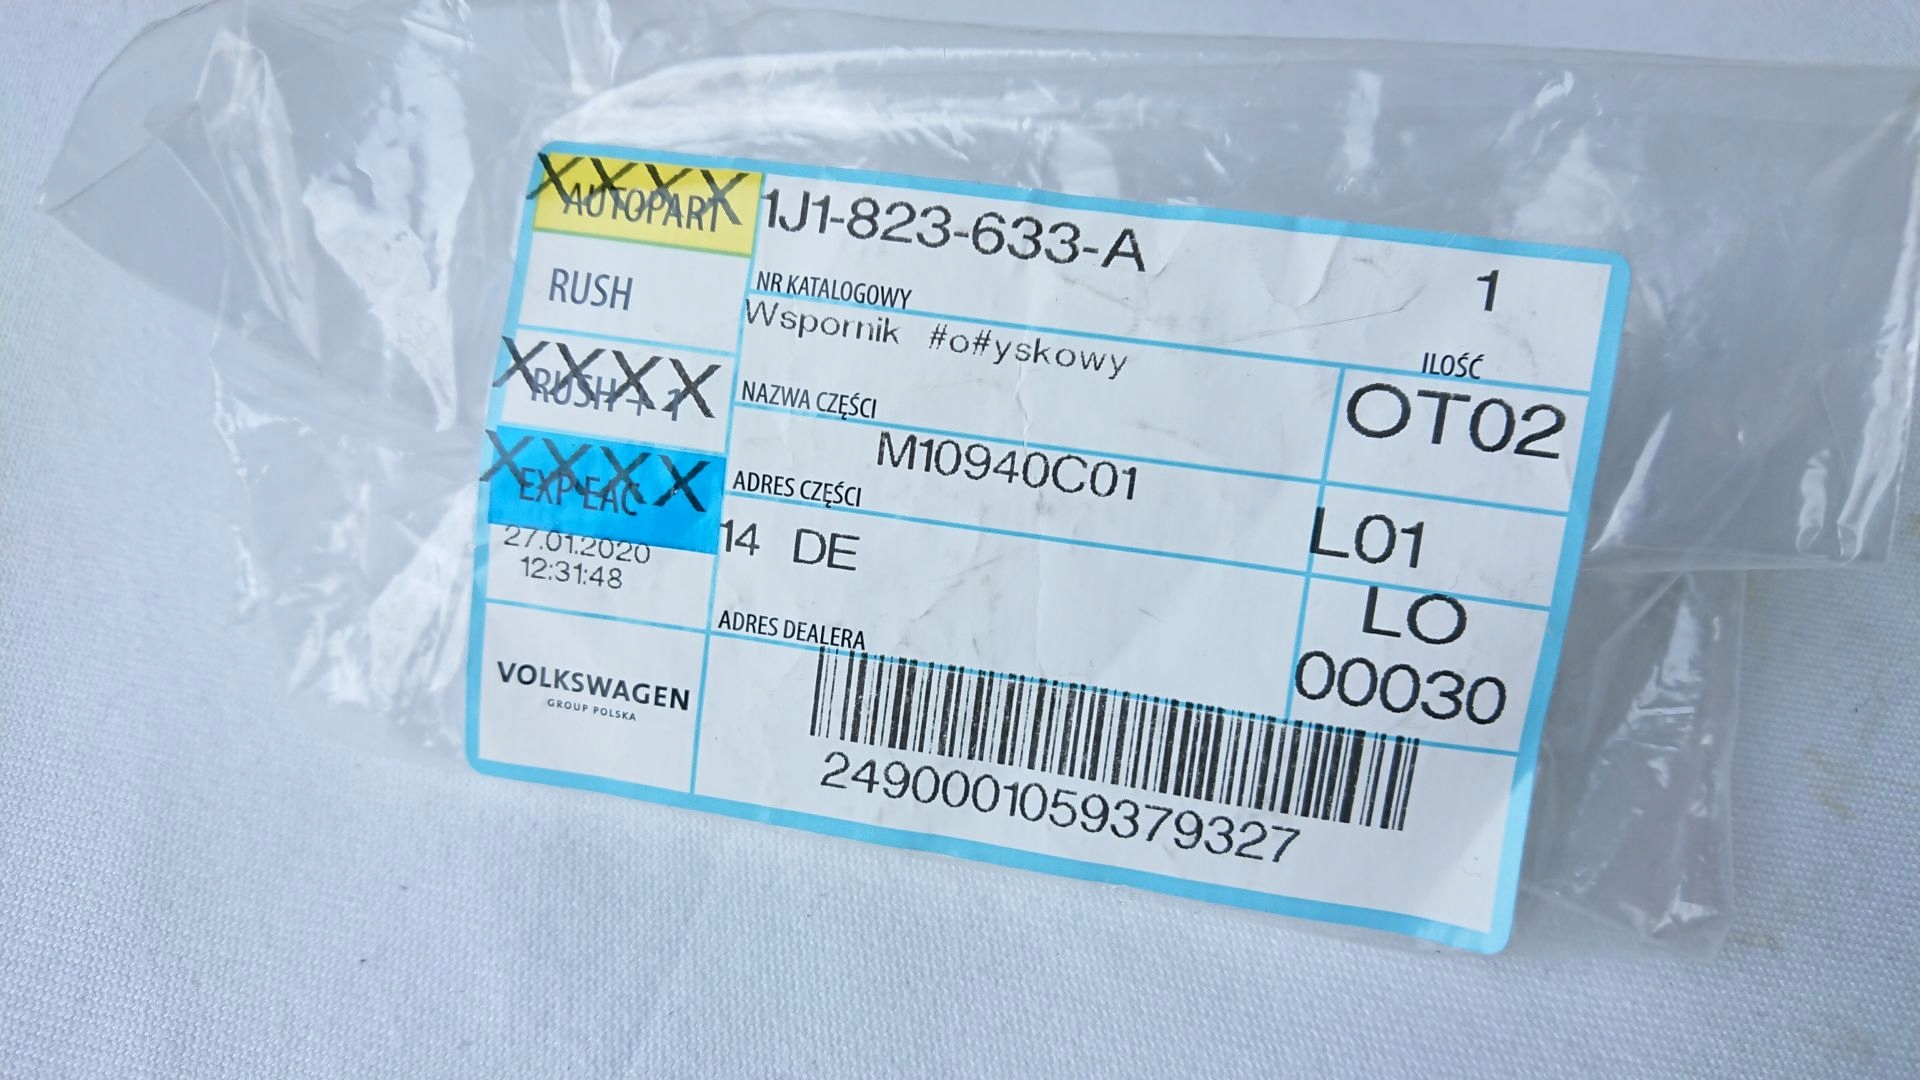 XXXX
AUTOPART
1J1-823-633-A
1
RUSH
NR KATALOGOWY
ILOŚĆ
Wspornik #o#yskowy
XXXX
RUSH + 1
NAZWA CZĘŚCI
OT02
M10940C01
XXXX
EXP-EAC
ADRES CZĘŚCI
L01
27.01.2020
12:31:48
14 DE
LO
ADRES DEALERA
00030
VOLKSWAGEN
GROUP POLSKA
2490001059379327